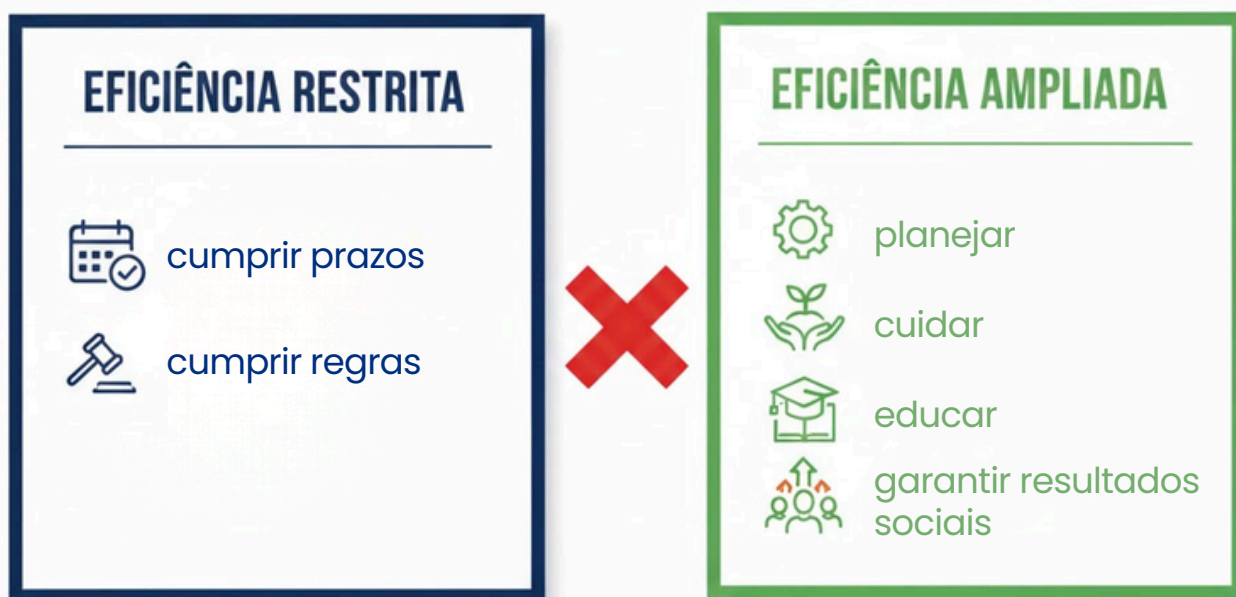 EFICIÊNCIA RESTRITA
cumprir prazos
cumprir regras
EFICIÊNCIA AMPLIADA
planejar
cuidar
educar
garantir resultados
sociais